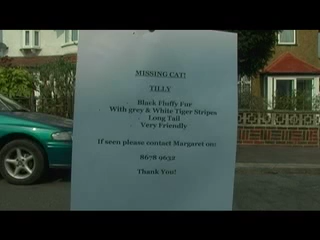 MISSING CAT!
TILLY
- Black Fluffy Fur
- With grey & White Tiger Stripes
- Long Tail
- Very Friendly
If seen please contact Margaret on:
8678 9632
Thank You!